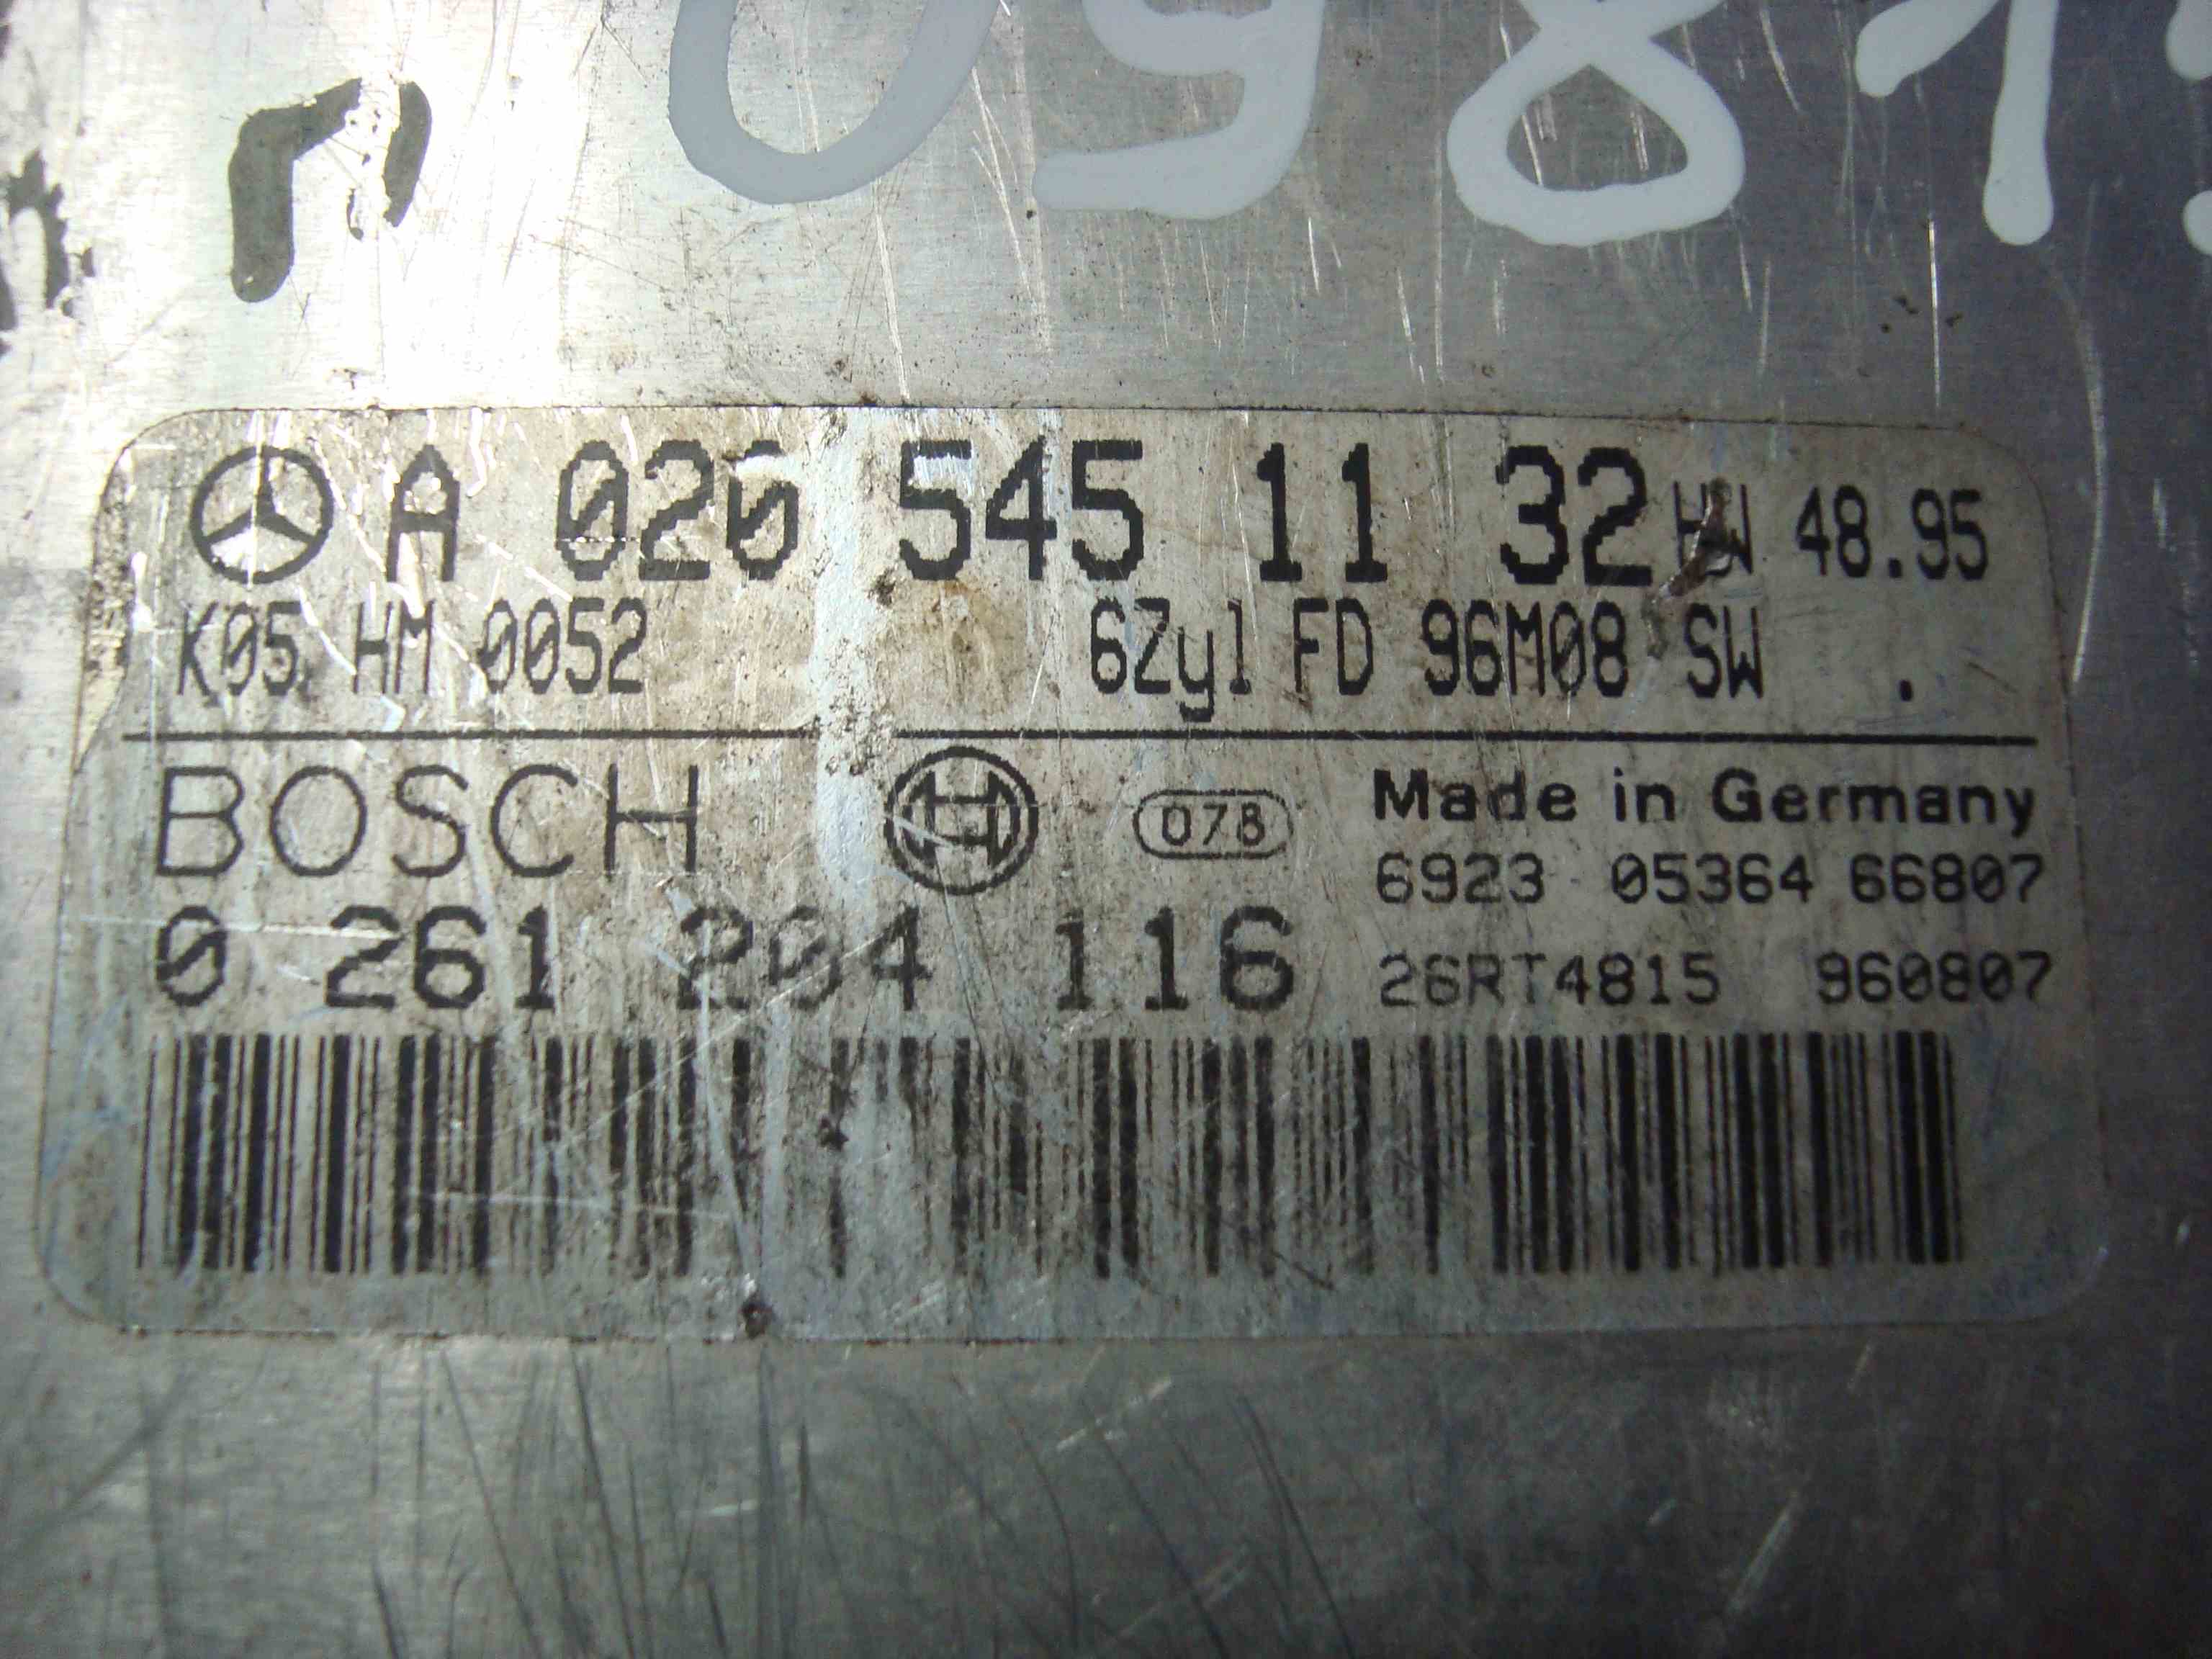 0981
A 020 545 11 32 HW 48.95
K05 HM 0052 6Zyl FD 96M08 SW .
BOSCH 078 Made in Germany
6923 05364 66807
0 261 204 116 26RT4815 960807